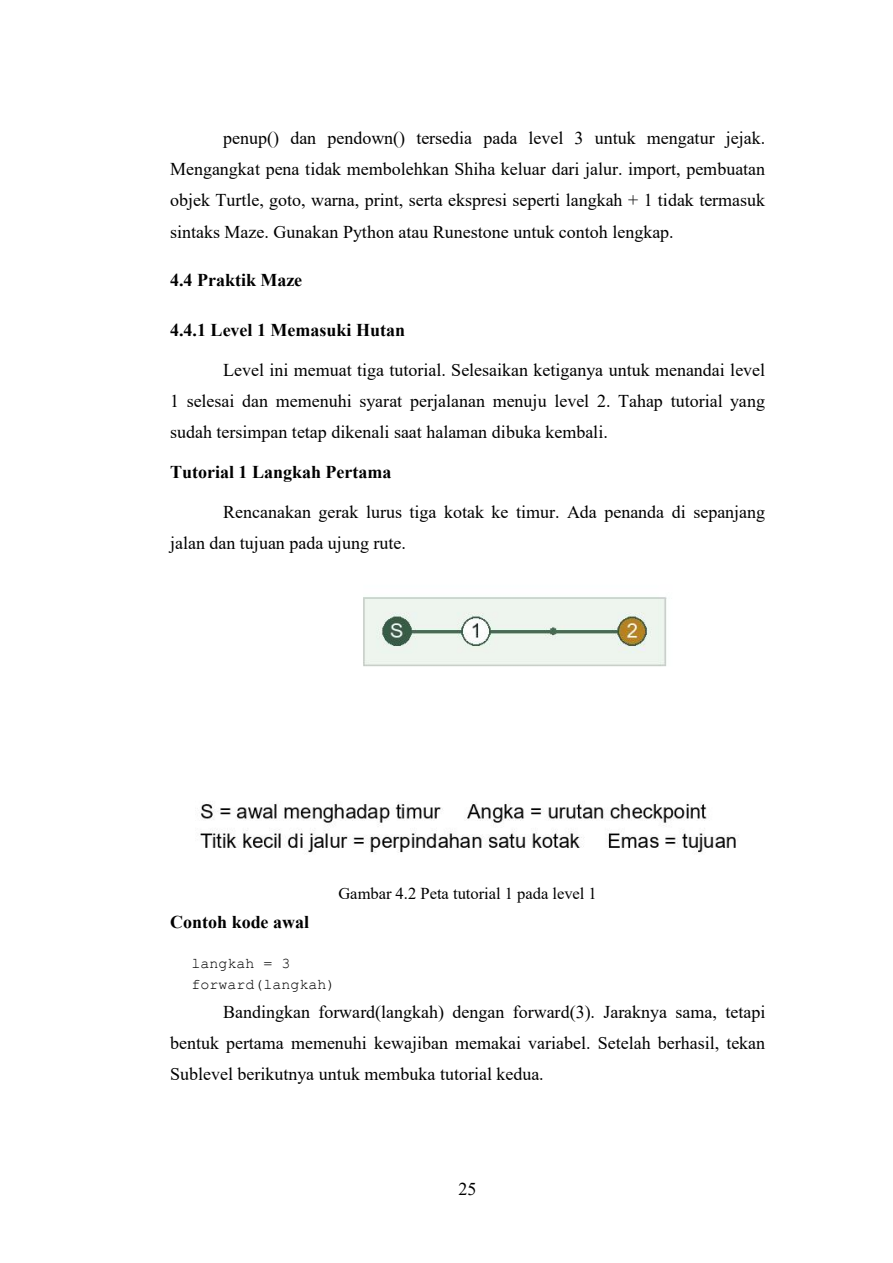 penup() dan pendown() tersedia pada level 3 untuk mengatur jejak.
Mengangkat pena tidak membolehkan Shiha keluar dari jalur. import, pembuatan
objek Turtle, goto, warna, print, serta ekspresi seperti langkah + 1 tidak termasuk
sintaks Maze. Gunakan Python atau Runestone untuk contoh lengkap.
4.4 Praktik Maze
4.4.1 Level 1 Memasuki Hutan
Level ini memuat tiga tutorial. Selesaikan ketiganya untuk menandai level
1 selesai dan memenuhi syarat perjalanan menuju level 2. Tahap tutorial yang
sudah tersimpan tetap dikenali saat halaman dibuka kembali.
Tutorial 1 Langkah Pertama
Rencanakan gerak lurus tiga kotak ke timur. Ada penanda di sepanjang
jalan dan tujuan pada ujung rute.
S 1 2
S = awal menghadap timur Angka = urutan checkpoint
Titik kecil di jalur = perpindahan satu kotak Emas = tujuan
Gambar 4.2 Peta tutorial 1 pada level 1
Contoh kode awal
langkah = 3
forward(langkah)
Bandingkan forward(langkah) dengan forward(3). Jaraknya sama, tetapi
bentuk pertama memenuhi kewajiban memakai variabel. Setelah berhasil, tekan
Sublevel berikutnya untuk membuka tutorial kedua.
25